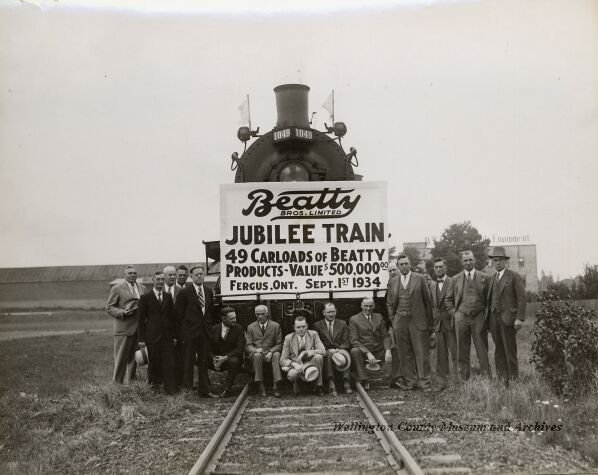 1049 1049
Beatty
BROS. LIMITED
JUBILEE TRAIN
49 CARLOADS OF BEATTY
PRODUCTS - VALUE $500,000.00
FERGUS, ONT. SEPT. 1ST 1934
Equipment
Wellington County Museum and Archives